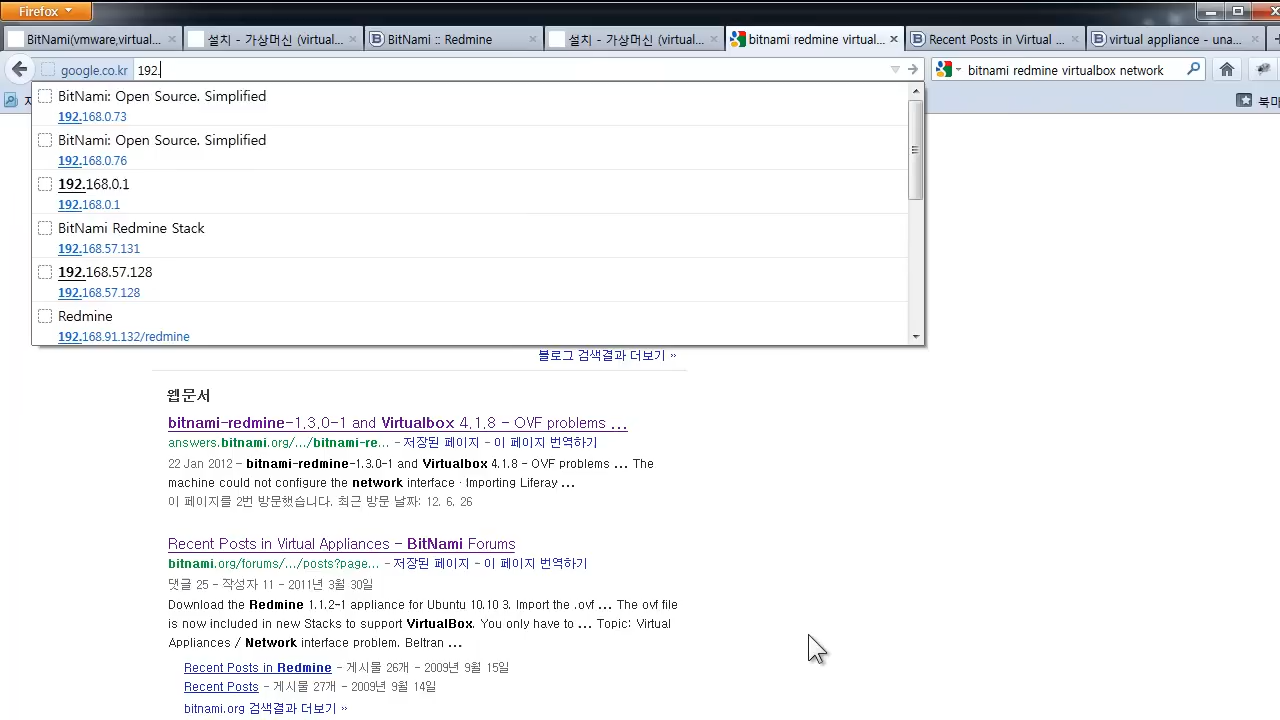 Firefox
BitNami(vmware,virtual...
설치 - 가상머신 (virtual...
BitNami :: Redmine
설치 - 가상머신 (virtual...
bitnami redmine virtual...
Recent Posts in Virtual ...
virtual appliance - una...
google.co.kr
192.
bitnami redmine virtualbox network
BitNami: Open Source. Simplified
192.168.0.73
북마
BitNami: Open Source. Simplified
192.168.0.76
192.168.0.1
192.168.0.1
BitNami Redmine Stack
192.168.57.131
192.168.57.128
192.168.57.128
Redmine
192.168.91.132/redmine
블로그 검색결과 더보기 »
웹문서
bitnami-redmine-1.3.0-1 and Virtualbox 4.1.8 - OVF problems ...
answers.bitnami.org/.../bitnami-re... - 저장된 페이지 - 이 페이지 번역하기
22 Jan 2012 – bitnami-redmine-1.3.0-1 and Virtualbox 4.1.8 - OVF problems ... The
machine could not configure the network interface · Importing Liferay ...
이 페이지를 2번 방문했습니다. 최근 방문 날짜: 12. 6. 26
Recent Posts in Virtual Appliances - BitNami Forums
bitnami.org/forums/.../posts?page... - 저장된 페이지 - 이 페이지 번역하기
댓글 25 - 작성자 11 - 2011년 3월 30일
Download the Redmine 1.1.2-1 appliance for Ubuntu 10.10 3. Import the .ovf ... The ovf file
is now included in new Stacks to support VirtualBox. You only have to ... Topic: Virtual
Appliances / Network interface problem. Beltran ...
Recent Posts in Redmine - 게시물 26개 - 2009년 9월 15일
Recent Posts - 게시물 27개 - 2009년 9월 14일
bitnami.org 검색결과 더보기 »